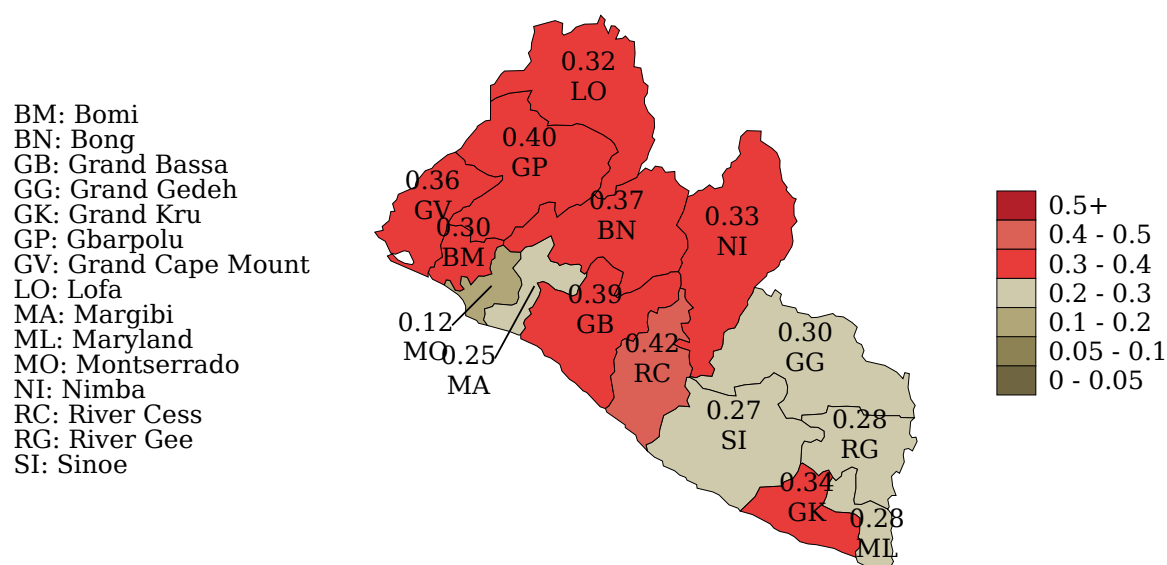 BM: Bomi
BN: Bong
GB: Grand Bassa
GG: Grand Gedeh
GK: Grand Kru
GP: Gbarpolu
GV: Grand Cape Mount
LO: Lofa
MA: Margibi
ML: Maryland
MO: Montserrado
NI: Nimba
RC: River Cess
RG: River Gee
SI: Sinoe
0.32
LO
0.40
GP
0.36
GV
0.37
BN
0.33
NI
0.30
BM
0.39
GB
0.12
MO
0.25
MA
0.42
RC
0.30
GG
0.27
SI
0.28
RG
0.34
GK
0.28
ML
0.5+
0.4 - 0.5
0.3 - 0.4
0.2 - 0.3
0.1 - 0.2
0.05 - 0.1
0 - 0.05